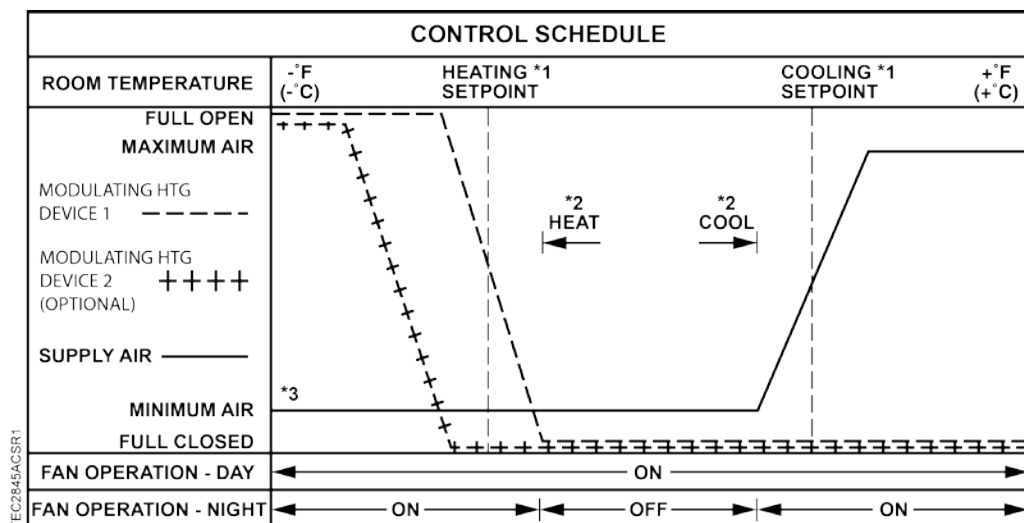 CONTROL SCHEDULE
ROOM TEMPERATURE
-°F
(-°C)
HEATING *1
SETPOINT
COOLING *1
SETPOINT
+°F
(+°C)
FULL OPEN
MAXIMUM AIR
MODULATING HTG
DEVICE 1
*2
HEAT
*2
COOL
MODULATING HTG
DEVICE 2
(OPTIONAL)
SUPPLY AIR
*3
MINIMUM AIR
FULL CLOSED
FAN OPERATION - DAY
ON
FAN OPERATION - NIGHT
ON
OFF
ON
TEC2845ACSR1